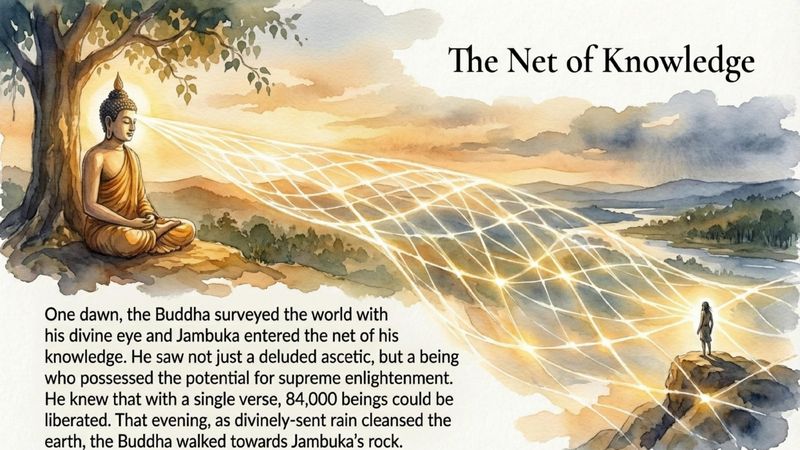 The Net of Knowledge
One dawn, the Buddha surveyed the world with
his divine eye and Jambuka entered the net of his
knowledge. He saw not just a deluded ascetic, but a being
who possessed the potential for supreme enlightenment.
He knew that with a single verse, 84,000 beings could be
liberated. That evening, as divinely-sent rain cleansed the
earth, the Buddha walked towards Jambuka's rock.